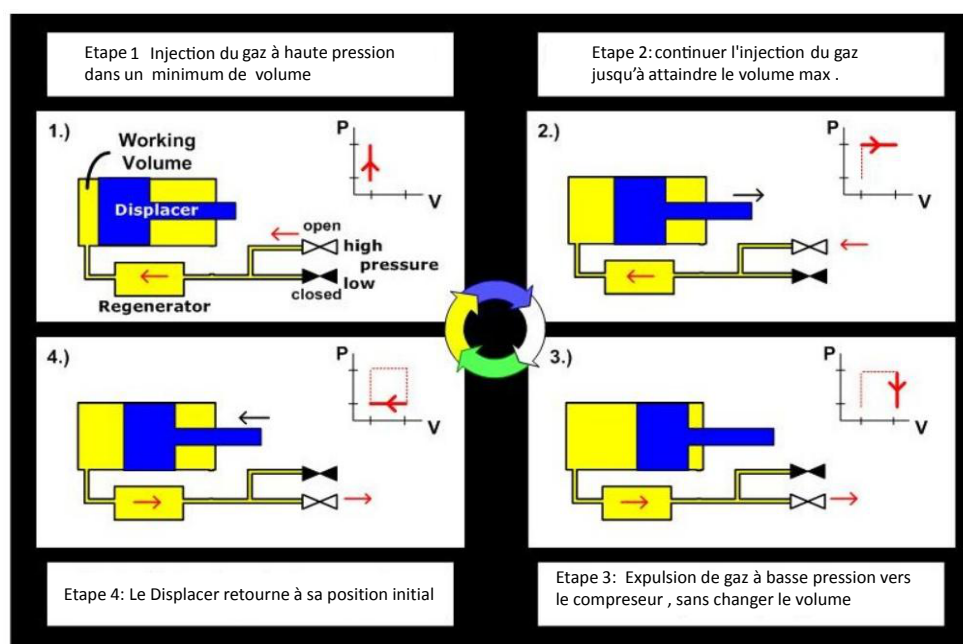 Etape 1 Injection du gaz à haute pression
dans un minimum de volume
Etape 2: continuer l'injection du gaz
jusqu'à attaindre le volume max .
1.)
Working
Volume
P
V
Displacer
open
high
pressure
low
closed
Regenerator
2.)
P
V
4.)
P
V
3.)
P
V
Etape 4: Le Displacer retourne à sa position initial
Etape 3: Expulsion de gaz à basse pression vers
le compreseur , sans changer le volume